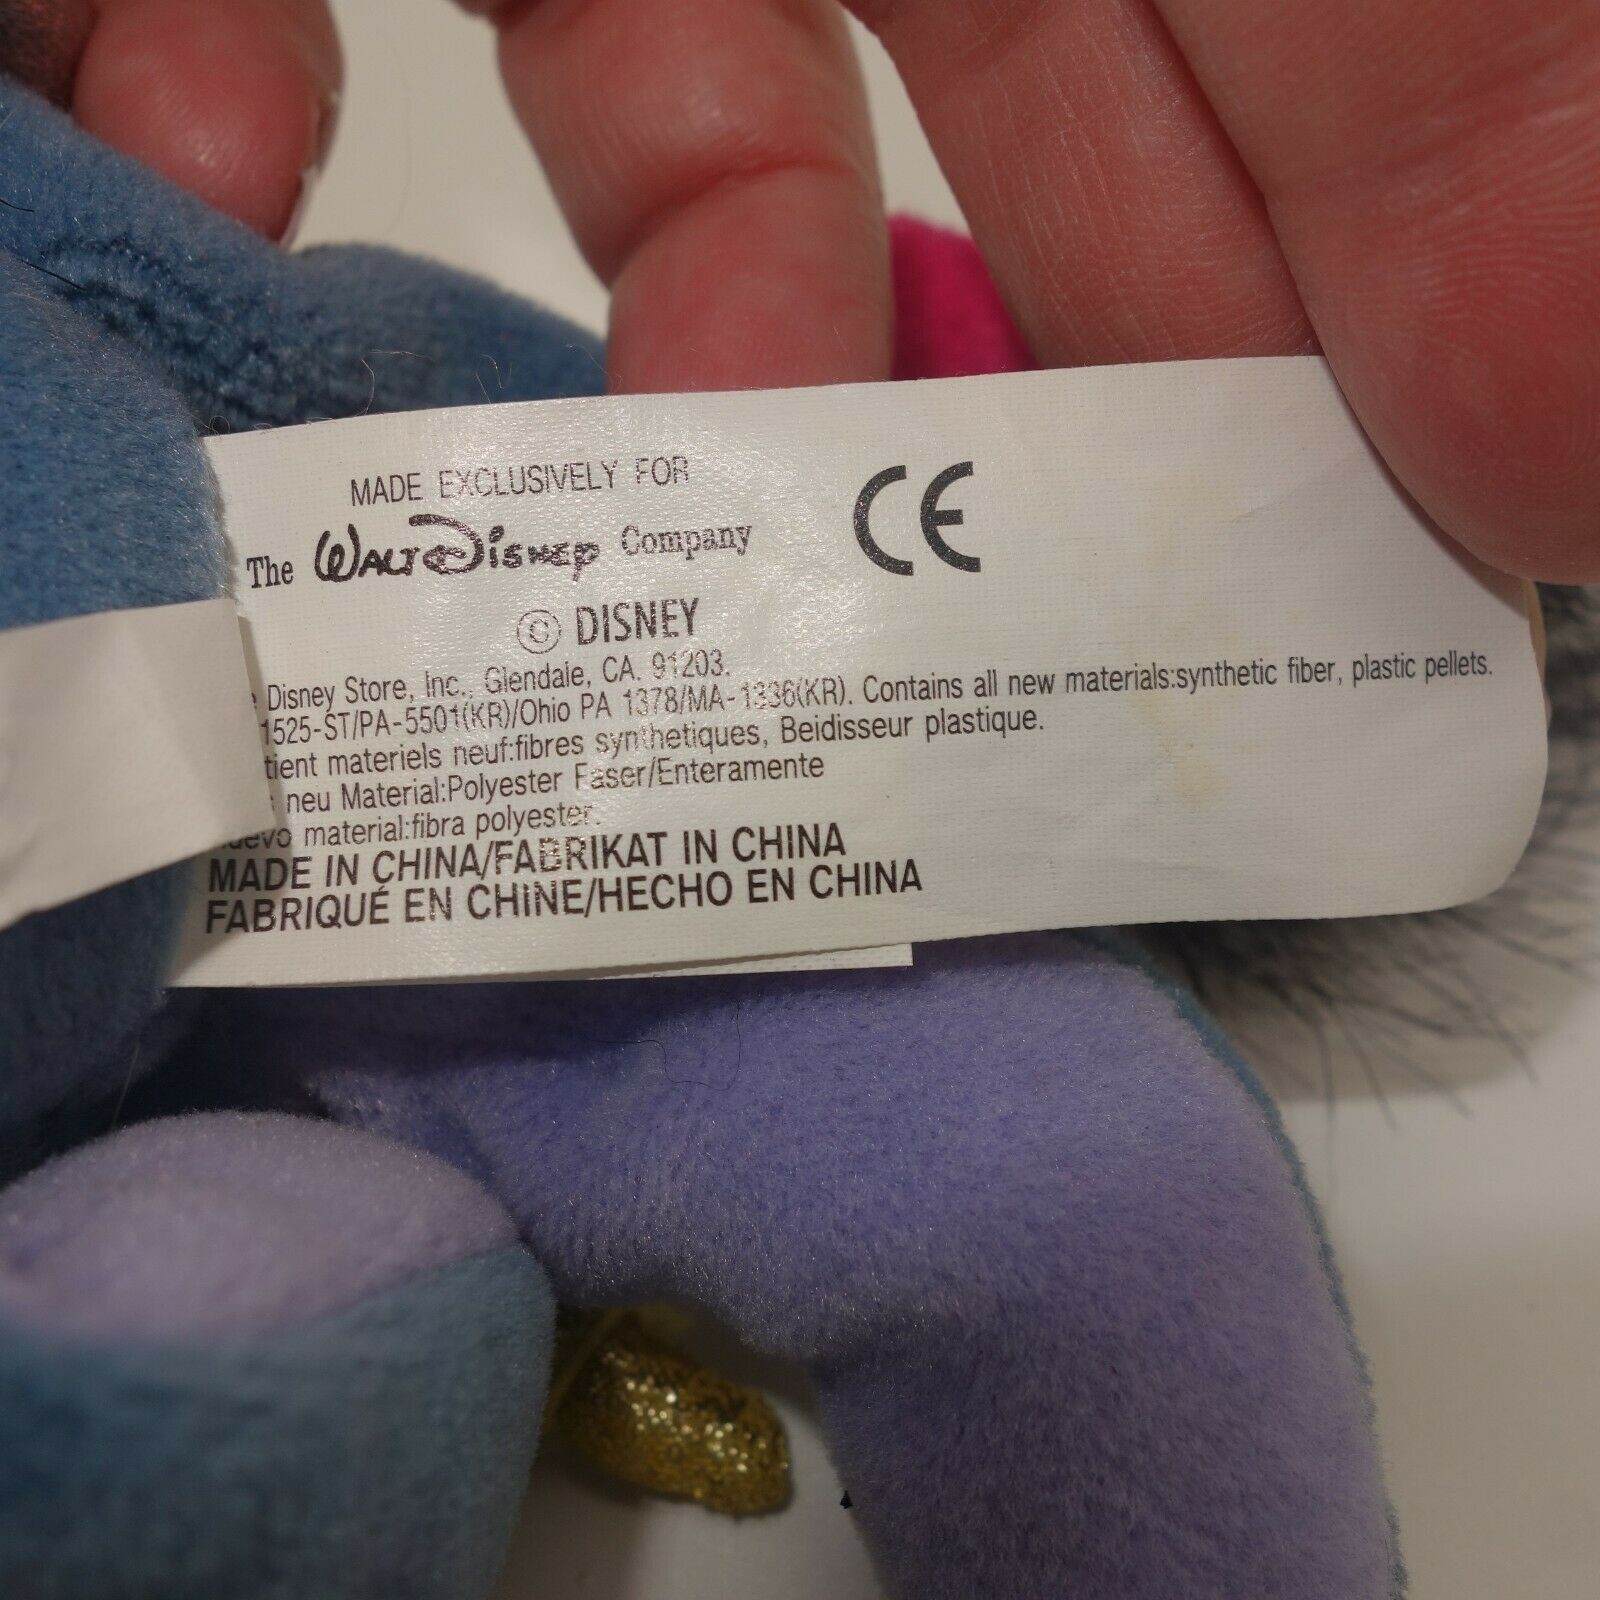 MADE EXCLUSIVELY FOR
The WALT DISNEY Company
CE
© DISNEY
Disney Store, Inc., Glendale, CA. 91203.
1525-ST/PA-5501(KR)/Ohio PA 1378/MA-1336(KR). Contains all new materials:synthetic fiber, plastic pellets.
tient materiels neuf:fibres synthetiques, Beidisseur plastique.
neu Material:Polyester Faser/Enteramente
uevo material:fibra polyester.
MADE IN CHINA/FABRIKAT IN CHINA
FABRIQUÉ EN CHINE/HECHO EN CHINA